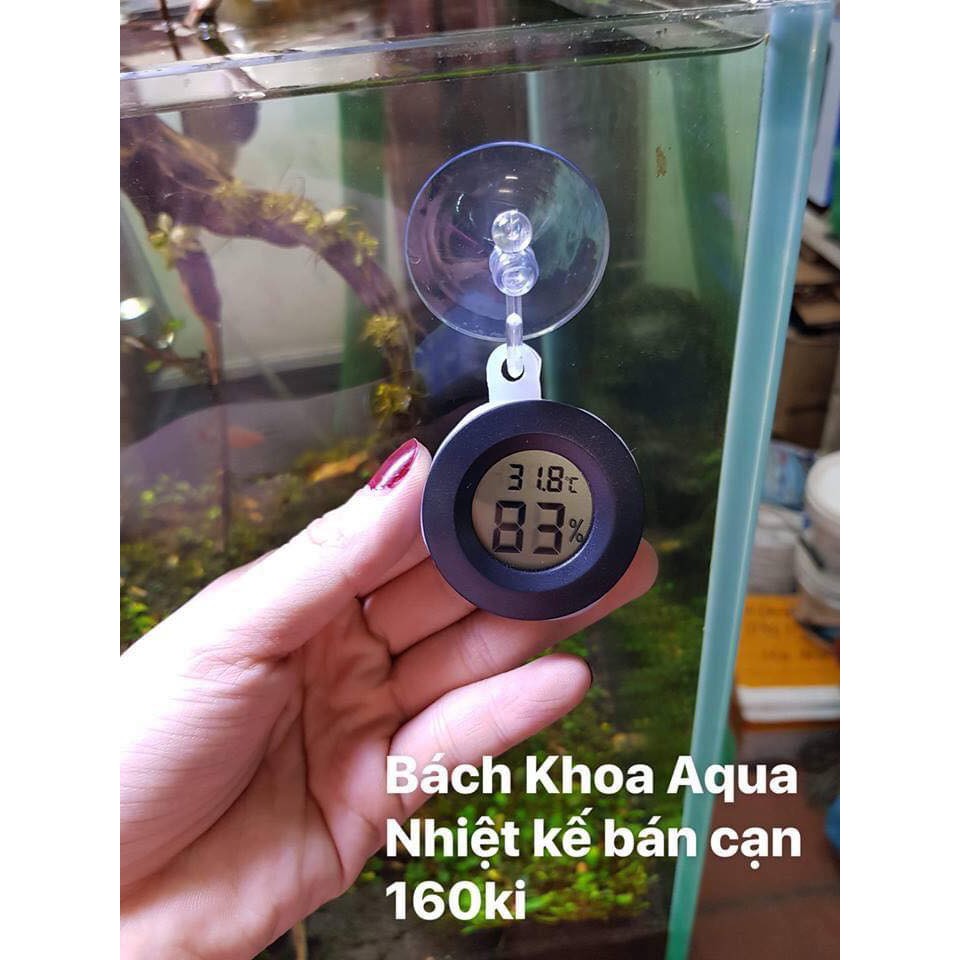 31.8°C
83%
Bách Khoa Aqua
Nhiệt kế bán cạn
160ki